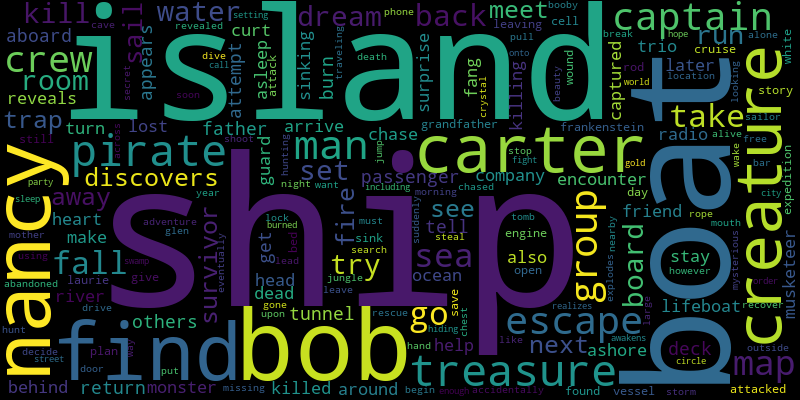 kill
cave
aboard
crew
room
reveals
trap
island
water
dream
back
meet
captain
phone
setting
revealed
booby
dive
call
curt
asleep
attack
sinking
burn
surprise
fang
killing
wound
beauty
crystal
traveling
death
leaving
pull
onto
cell
break
hope
alone
white
run
trio
cruise
rod
world
later
location
looking
story
take
sailor
sail
appears
secret
attempt
soon
turn
lost
father
arrive
chase
grandfather
frankenstein
radio
alive
free
still
across
shoot
guard
man
carter
captured
jump
stop
fight
gold
wake
bar
pirate
discovers
hunting
set
passenger
company
encounter
day
city
expedition
nancy
party
sleep
away
year
night
want
including
morning
chased
tomb
steal
friend
rope
mouth
creature
boat
ship
heart
adventure
glen
survivor
get
lock
burned
fire
must
tell
see
sea
suddenly
engine
also
group
board
nearby
stay
however
mysterious
musketeer
mother
using
make
fall
laurie
swamp
eventually
sink
search
bed
lead
head
jungle
try
ocean
open
escape
explodes
lifeboat
order
recover
abandoned
river
give
drive
dead
gone
leave
upon
tunnel
rescue
go
save
chest
realizes
next
large
deck
circle
map
hunt
decide
street
find
others
bob
hiding
hand
help
like
awakens
ashore
outside
behind
plan
door
way
put
return
monster
missing
killed
around
begin
enough
treasure
accidentally
found
vessel
storm
attacked